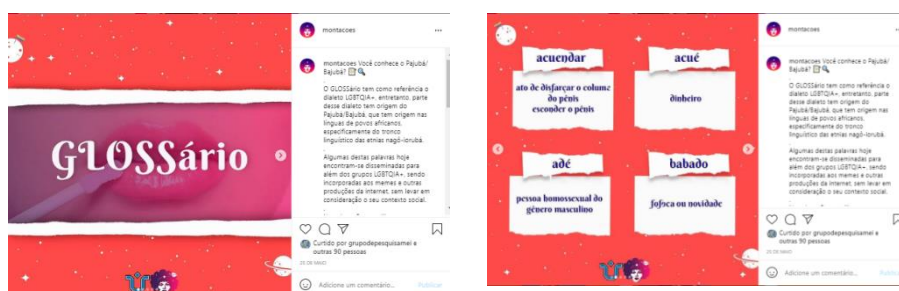 montacoes
GLOSSário
montacoes Você conhece o Pajubá/
Bajubá?
O GLOSSário tem como referência o
dialeto LGBTQIA+, entretanto, parte
desse dialeto tem origem do
Pajubá/Bajubá, que tem origem nas
línguas de povos africanos,
especificamente do tronco
linguístico das etnias nagô-iorubá.
Algumas destas palavras hoje
encontram-se disseminadas para
além dos grupos LGBTQIA+, sendo
incorporadas aos memes e outras
produções da internet, sem levar em
consideração o seu contexto social.
Curtido por grupodepesquisamei e
outras 90 pessoas
Adicione um comentário...
Publicar
acuendar
ato de disfarçar o volume
do pênis
esconder o pênis
acué
dinheiro
adé
pessoa homossexual do
gênero masculino
babado
fofoca ou novidade
montacoes
montacoes Você conhece o Pajubá/
Bajubá?
O GLOSSário tem como referência o
dialeto LGBTQIA+, entretanto, parte
desse dialeto tem origem do
Pajubá/Bajubá, que tem origem nas
línguas de povos africanos,
especificamente do tronco
linguístico das etnias nagô-iorubá.
Algumas destas palavras hoje
encontram-se disseminadas para
além dos grupos LGBTQIA+, sendo
incorporadas aos memes e outras
produções da internet, sem levar em
consideração o seu contexto social.
Curtido por grupodepesquisamei e
outras 90 pessoas
Adicione um comentário...
Publicar